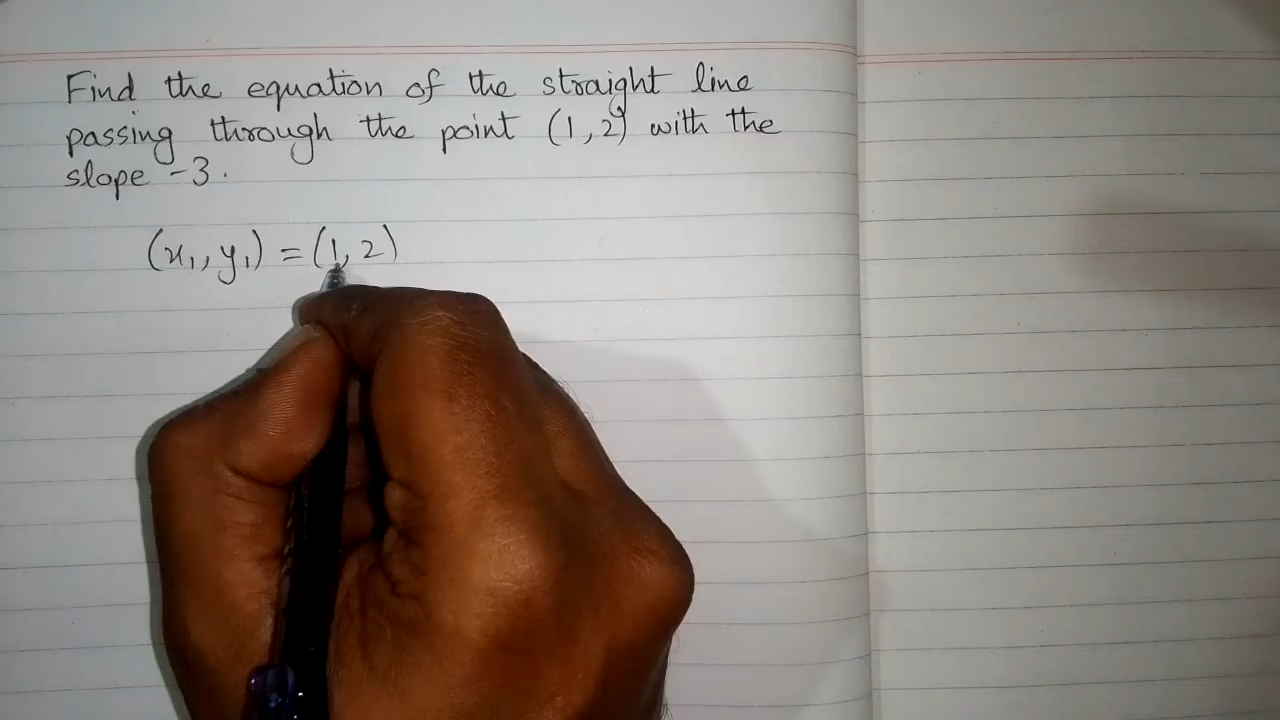 Find the equation of the straight line
passing through the point (1, 2) with the
slope -3.
(x₁, y₁) = (1, 2)